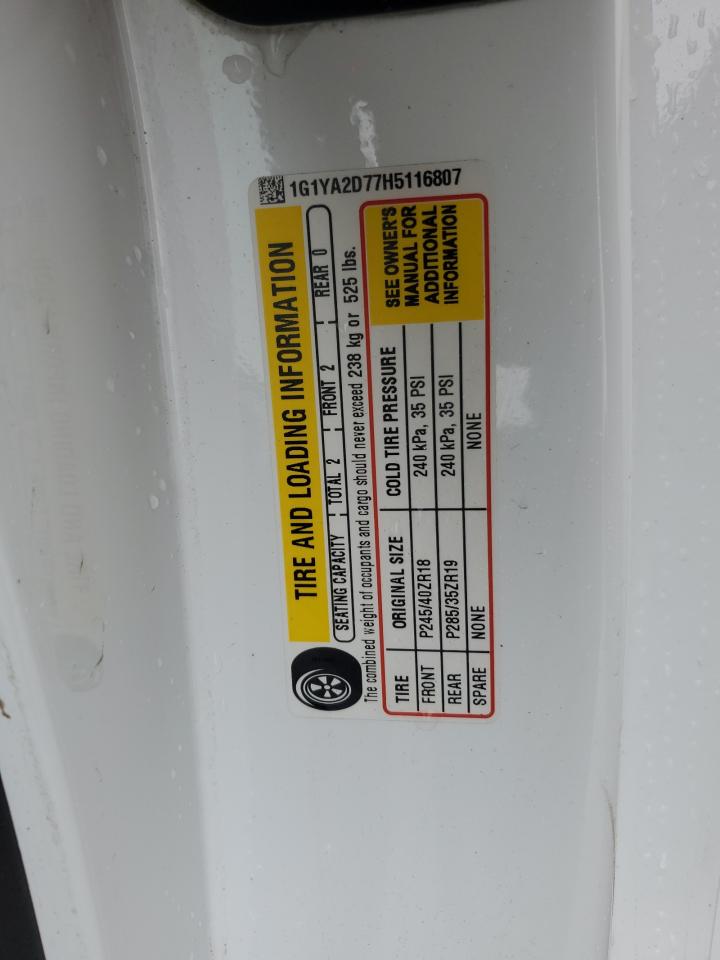 1G1YA2D77H5116807
TIRE AND LOADING INFORMATION
SEATING CAPACITY : TOTAL 2 : FRONT 2 : REAR 0
The combined weight of occupants and cargo should never exceed 238 kg or 525 lbs.
TIRE ORIGINAL SIZE COLD TIRE PRESSURE
FRONT P245/40ZR18 240 kPa, 35 PSI
REAR P285/35ZR19 240 kPa, 35 PSI
SPARE NONE NONE
SEE OWNER'S
MANUAL FOR
ADDITIONAL
INFORMATION